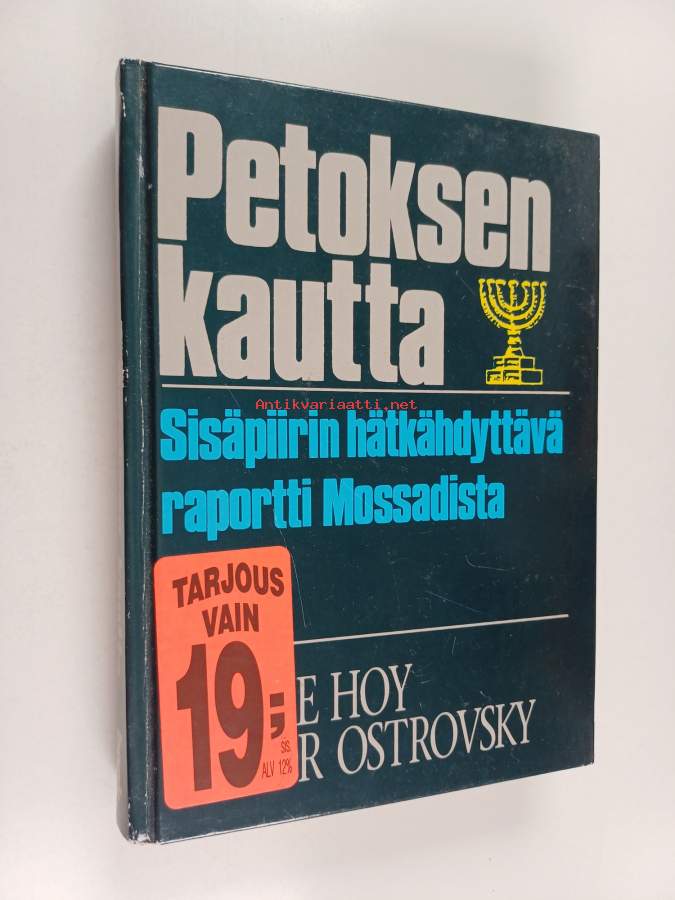 Petoksen
kautta
Antikvariaatti.net
Sisäpiirin hätkähdyttävä
raportti Mossadista
TARJOUS
VAIN
19;
SIS.
ALV 12%
E HOY
R OSTROVSKY